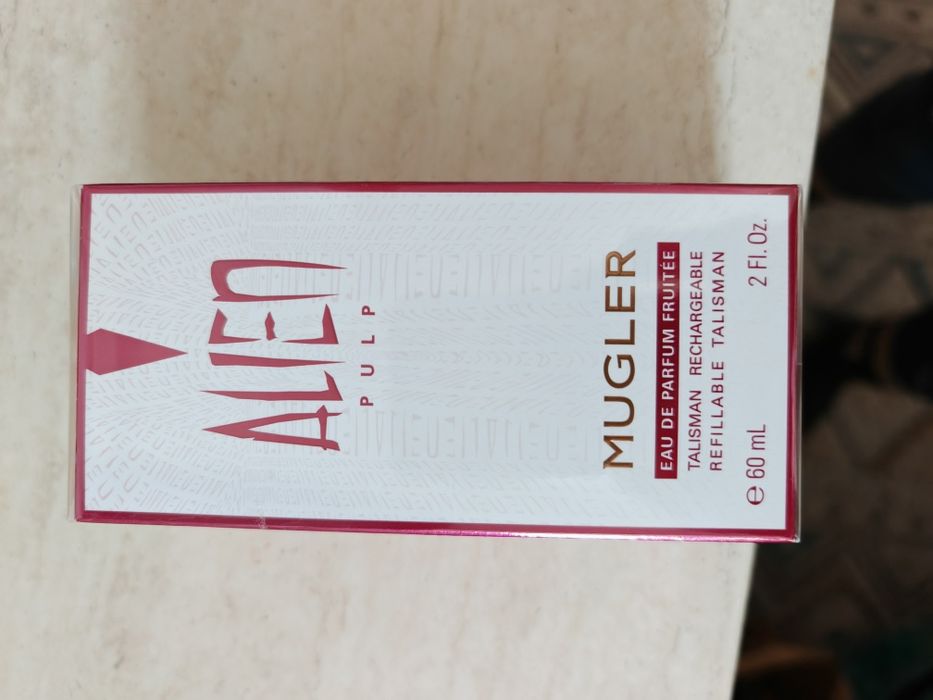 ALIEN
PULP
MUGLER
EAU DE PARFUM FRUITÉE
TALISMAN RECHARGEABLE
REFILLABLE TALISMAN
℮ 60 mL 2 Fl. Oz.